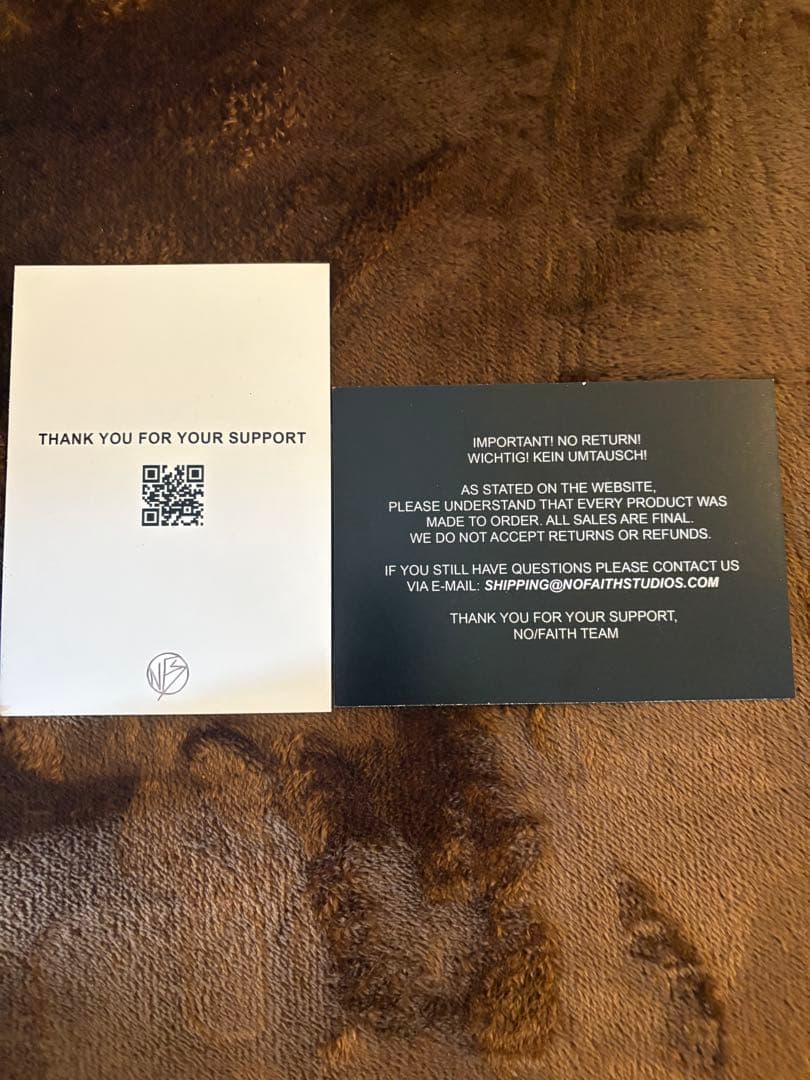 THANK YOU FOR YOUR SUPPORT
NFS
IMPORTANT! NO RETURN!
WICHTIG! KEIN UMTAUSCH!
AS STATED ON THE WEBSITE,
PLEASE UNDERSTAND THAT EVERY PRODUCT WAS
MADE TO ORDER. ALL SALES ARE FINAL.
WE DO NOT ACCEPT RETURNS OR REFUNDS.
IF YOU STILL HAVE QUESTIONS PLEASE CONTACT US
VIA E-MAIL: SHIPPING@NOFAITHSTUDIOS.COM
THANK YOU FOR YOUR SUPPORT,
NO/FAITH TEAM